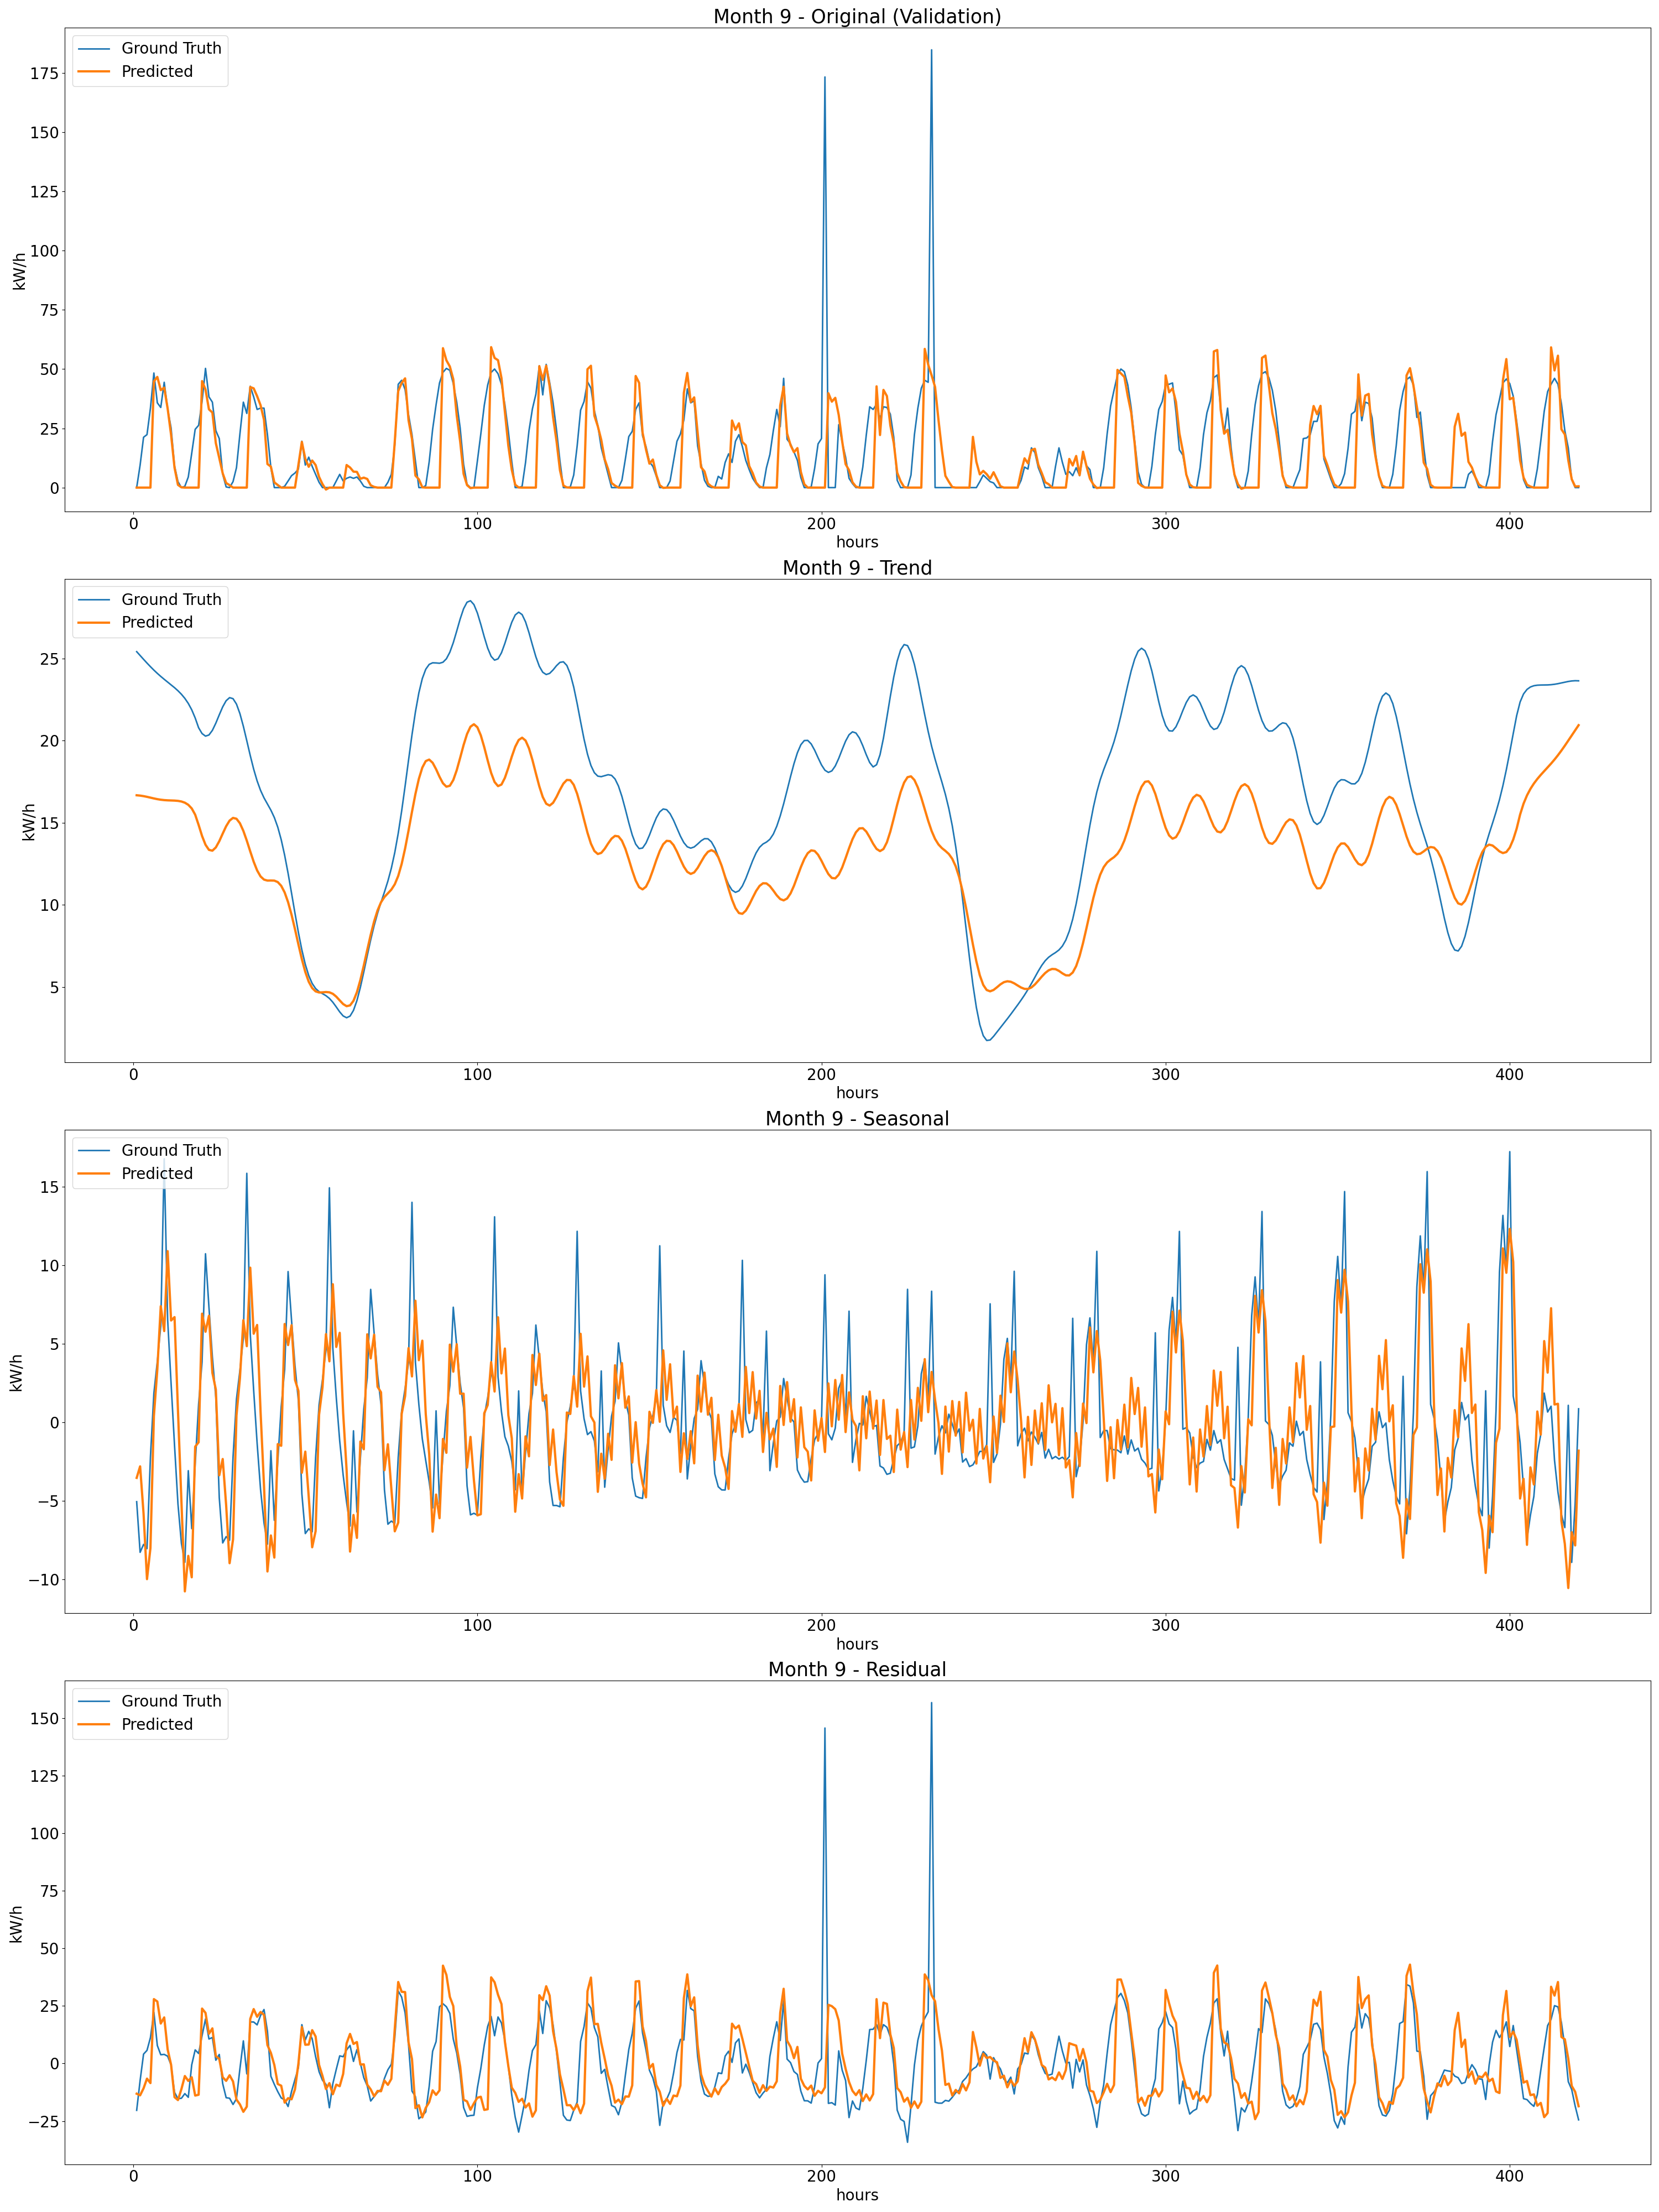 Month 9 - Original (Validation)
Ground Truth
Predicted
kW/h
175
150
125
100
75
50
25
0
0 100 200 300 400
hours
Month 9 - Trend
Ground Truth
Predicted
kW/h
25
20
15
10
5
0 100 200 300 400
hours
Month 9 - Seasonal
Ground Truth
Predicted
kW/h
15
10
5
0
−5
−10
0 100 200 300 400
hours
Month 9 - Residual
Ground Truth
Predicted
kW/h
150
125
100
75
50
25
0
−25
0 100 200 300 400
hours